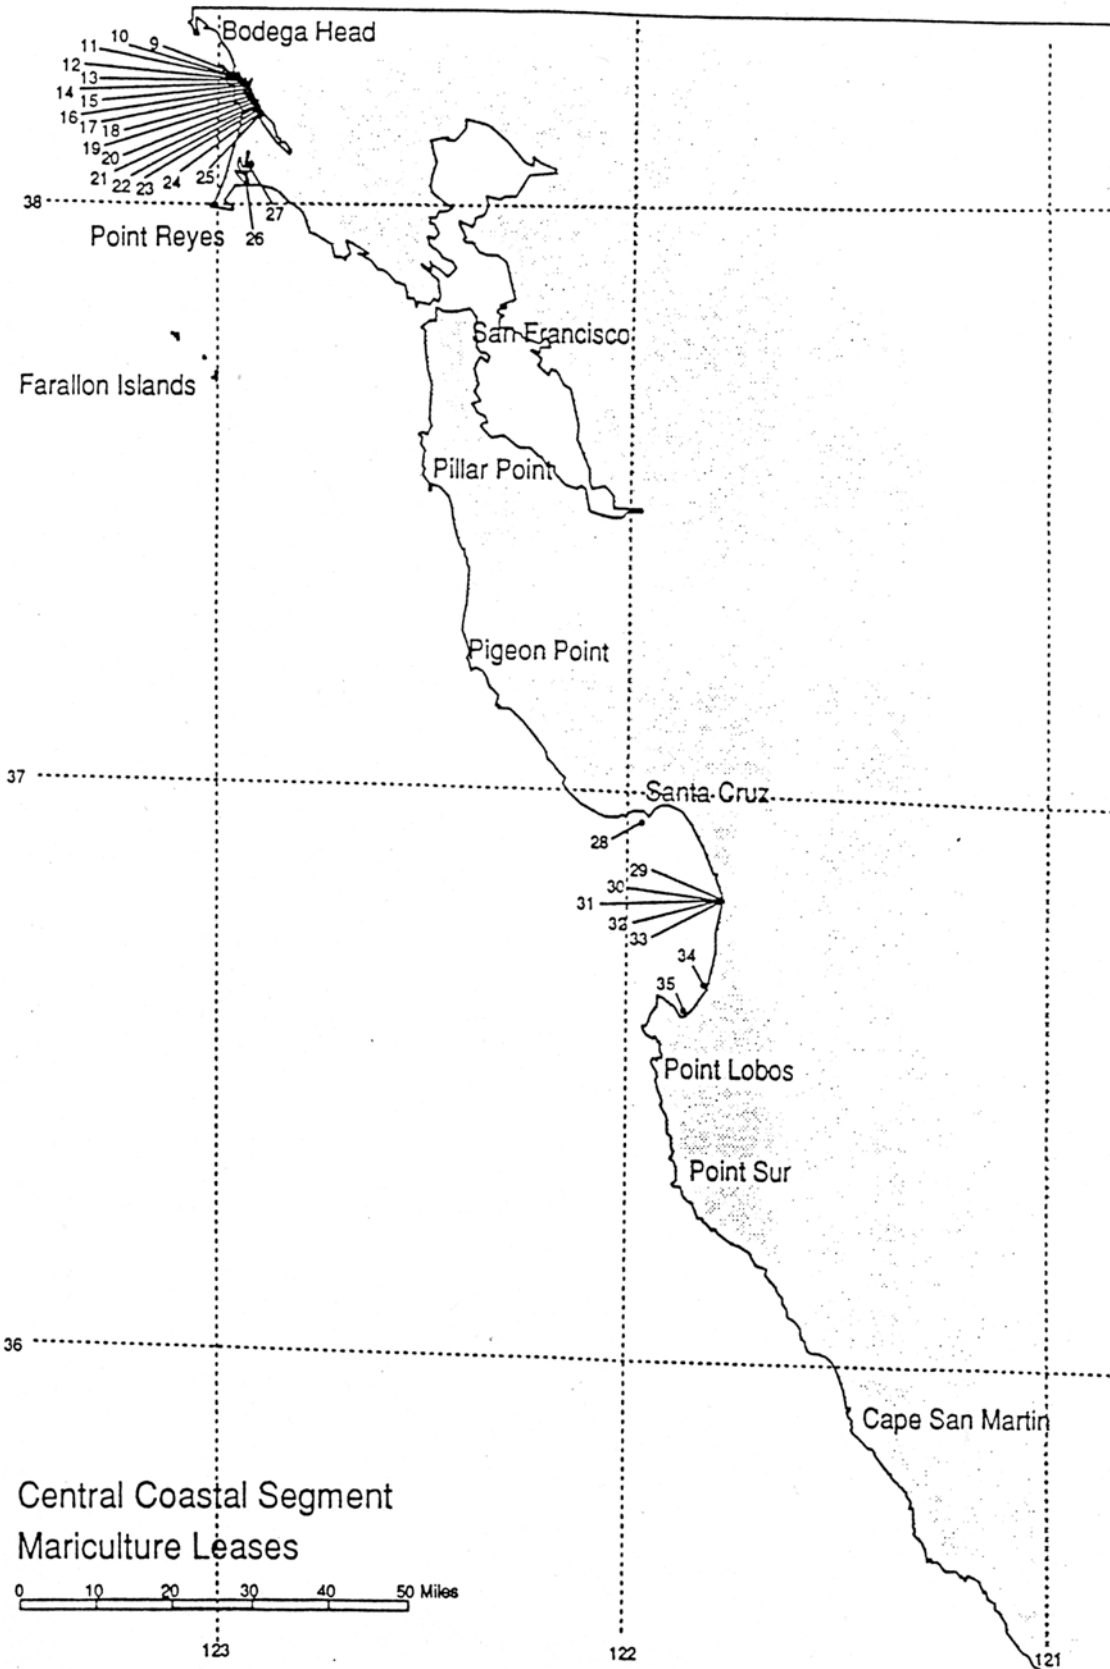 Bodega Head
9
10
11
12
13
14
15
16
17
18
19
20
21
22
23
24
25
38
27
26
Point Reyes
San Francisco
Farallon Islands
Pillar Point
Pigeon Point
37
Santa Cruz
28
29
30
31
32
33
34
35
Point Lobos
Point Sur
36
Cape San Martin
Central Coastal Segment
Mariculture Leases
0 10 20 30 40 50 Miles
123 122 121